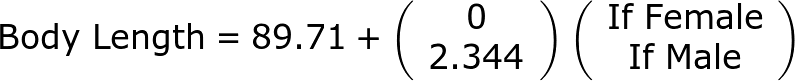 Body Length = 89.71 + ( 0 2.344 ) ( If Female If Male )